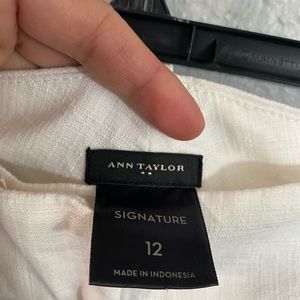 ANN TAYLOR
SIGNATURE
12
MADE IN INDONESIA